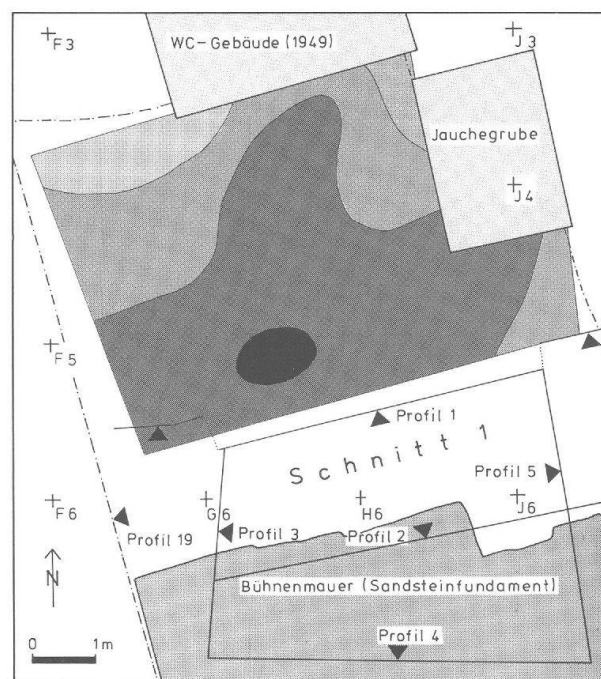 F3
WC-Gebäude (1949)
J3
Jauchegrube
J4
F5
Profil 1
Schnitt 1
Profil 5
F6
G6
H6
J6
Profil 19
Profil 3
Profil 2
N
Bühnenmauer (Sandsteinfundament)
Profil 4
0 1m